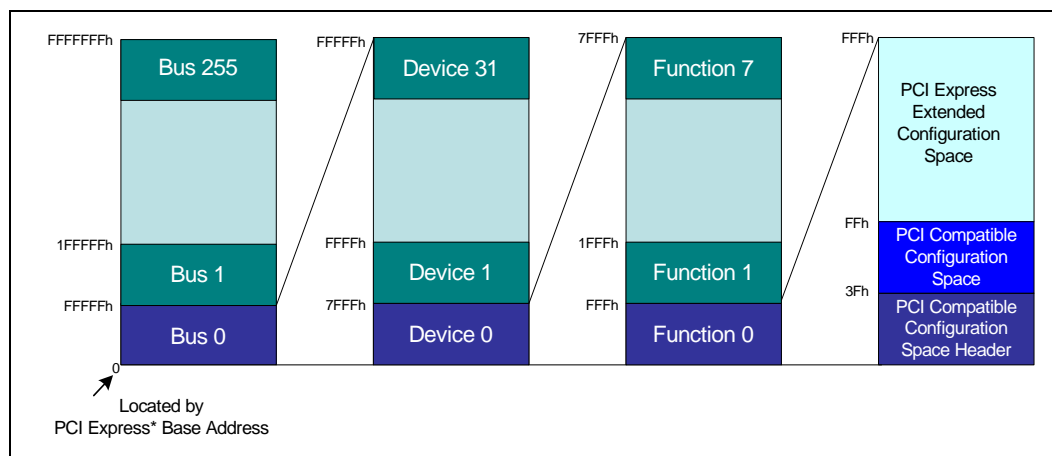 FFFFFFFh
Bus 255
1FFFFFh
Bus 1
FFFFFh
Bus 0
0
Located by
PCI Express* Base Address
FFFFFh
Device 31
FFFFh
Device 1
7FFFh
Device 0
7FFFh
Function 7
1FFFh
Function 1
FFFh
Function 0
FFFh
PCI Express
Extended
Configuration
Space
FFh
PCI Compatible
Configuration
Space
3Fh
PCI Compatible
Configuration
Space Header